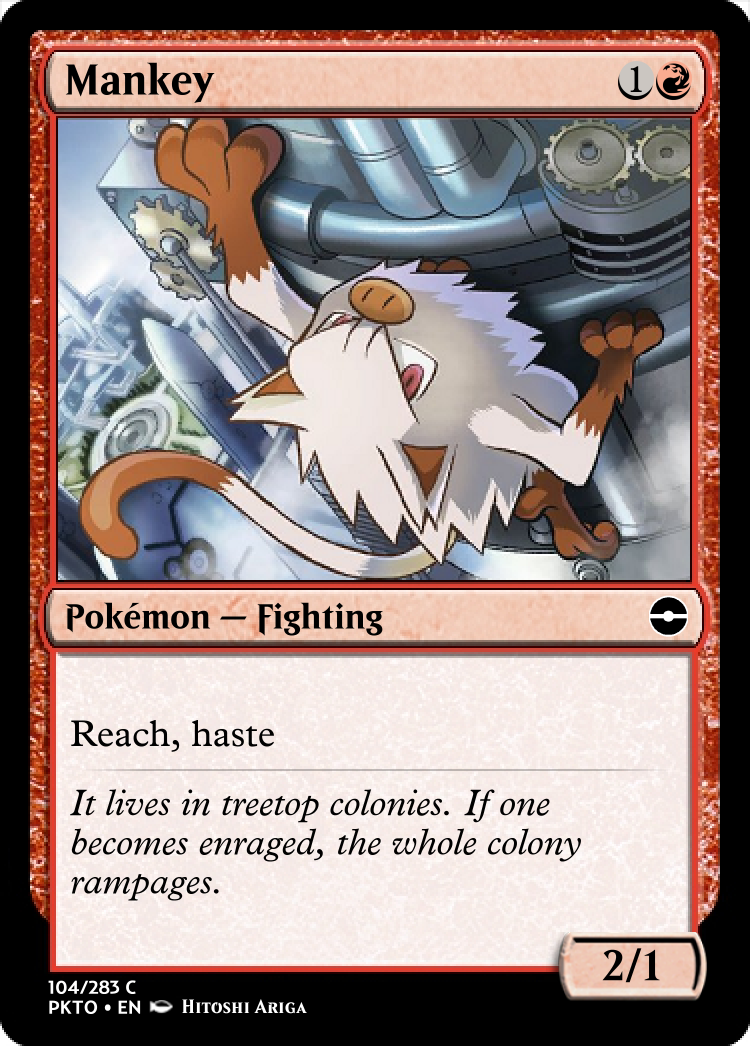 Mankey
1
Pokémon — Fighting
Reach, haste
It lives in treetop colonies. If one
becomes enraged, the whole colony
rampages.
2/1
104/283 C
PKTO • EN Hitoshi Ariga